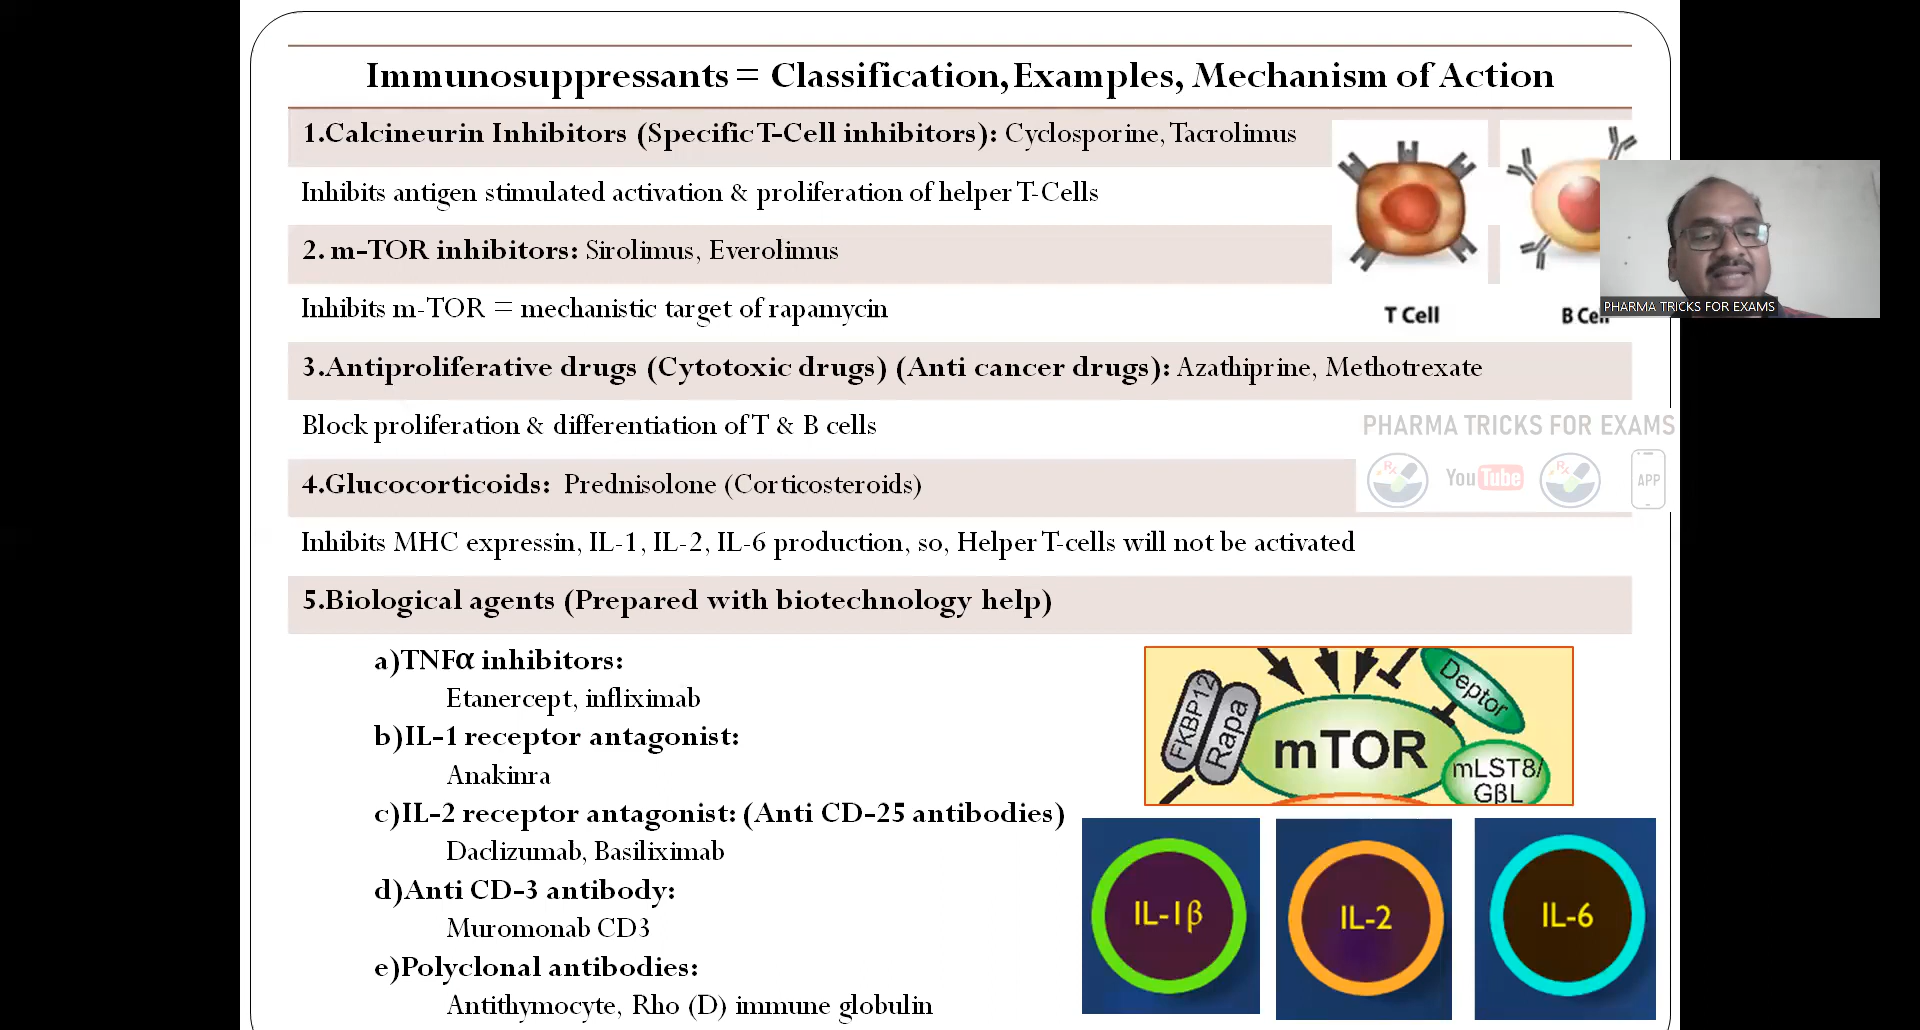 Immunosuppressants = Classification, Examples, Mechanism of Action
1.Calcineurin Inhibitors (Specific T-Cell inhibitors): Cyclosporine, Tacrolimus
Inhibits antigen stimulated activation & proliferation of helper T-Cells
2. m-TOR inhibitors: Sirolimus, Everolimus
Inhibits m-TOR = mechanistic target of rapamycin
T Cell
B Cell
PHARMA TRICKS FOR EXAMS
3.Antiproliferative drugs (Cytotoxic drugs) (Anti cancer drugs): Azathiprine, Methotrexate
Block proliferation & differentiation of T & B cells
PHARMA TRICKS FOR EXAMS
Rx
YouTube
Rx
APP
4.Glucocorticoids: Prednisolone (Corticosteroids)
Inhibits MHC expressin, IL-1, IL-2, IL-6 production, so, Helper T-cells will not be activated
5.Biological agents (Prepared with biotechnology help)
a)TNFα inhibitors:
Etanercept, infliximab
b)IL-1 receptor antagonist:
Anakinra
c)IL-2 receptor antagonist: (Anti CD-25 antibodies)
Daclizumab, Basiliximab
d)Anti CD-3 antibody:
Muromonab CD3
e)Polyclonal antibodies:
Antithymocyte, Rho (D) immune globulin
FKBP12
Rapa
mTOR
Deptor
mLST8/
GβL
IL-1β
IL-2
IL-6